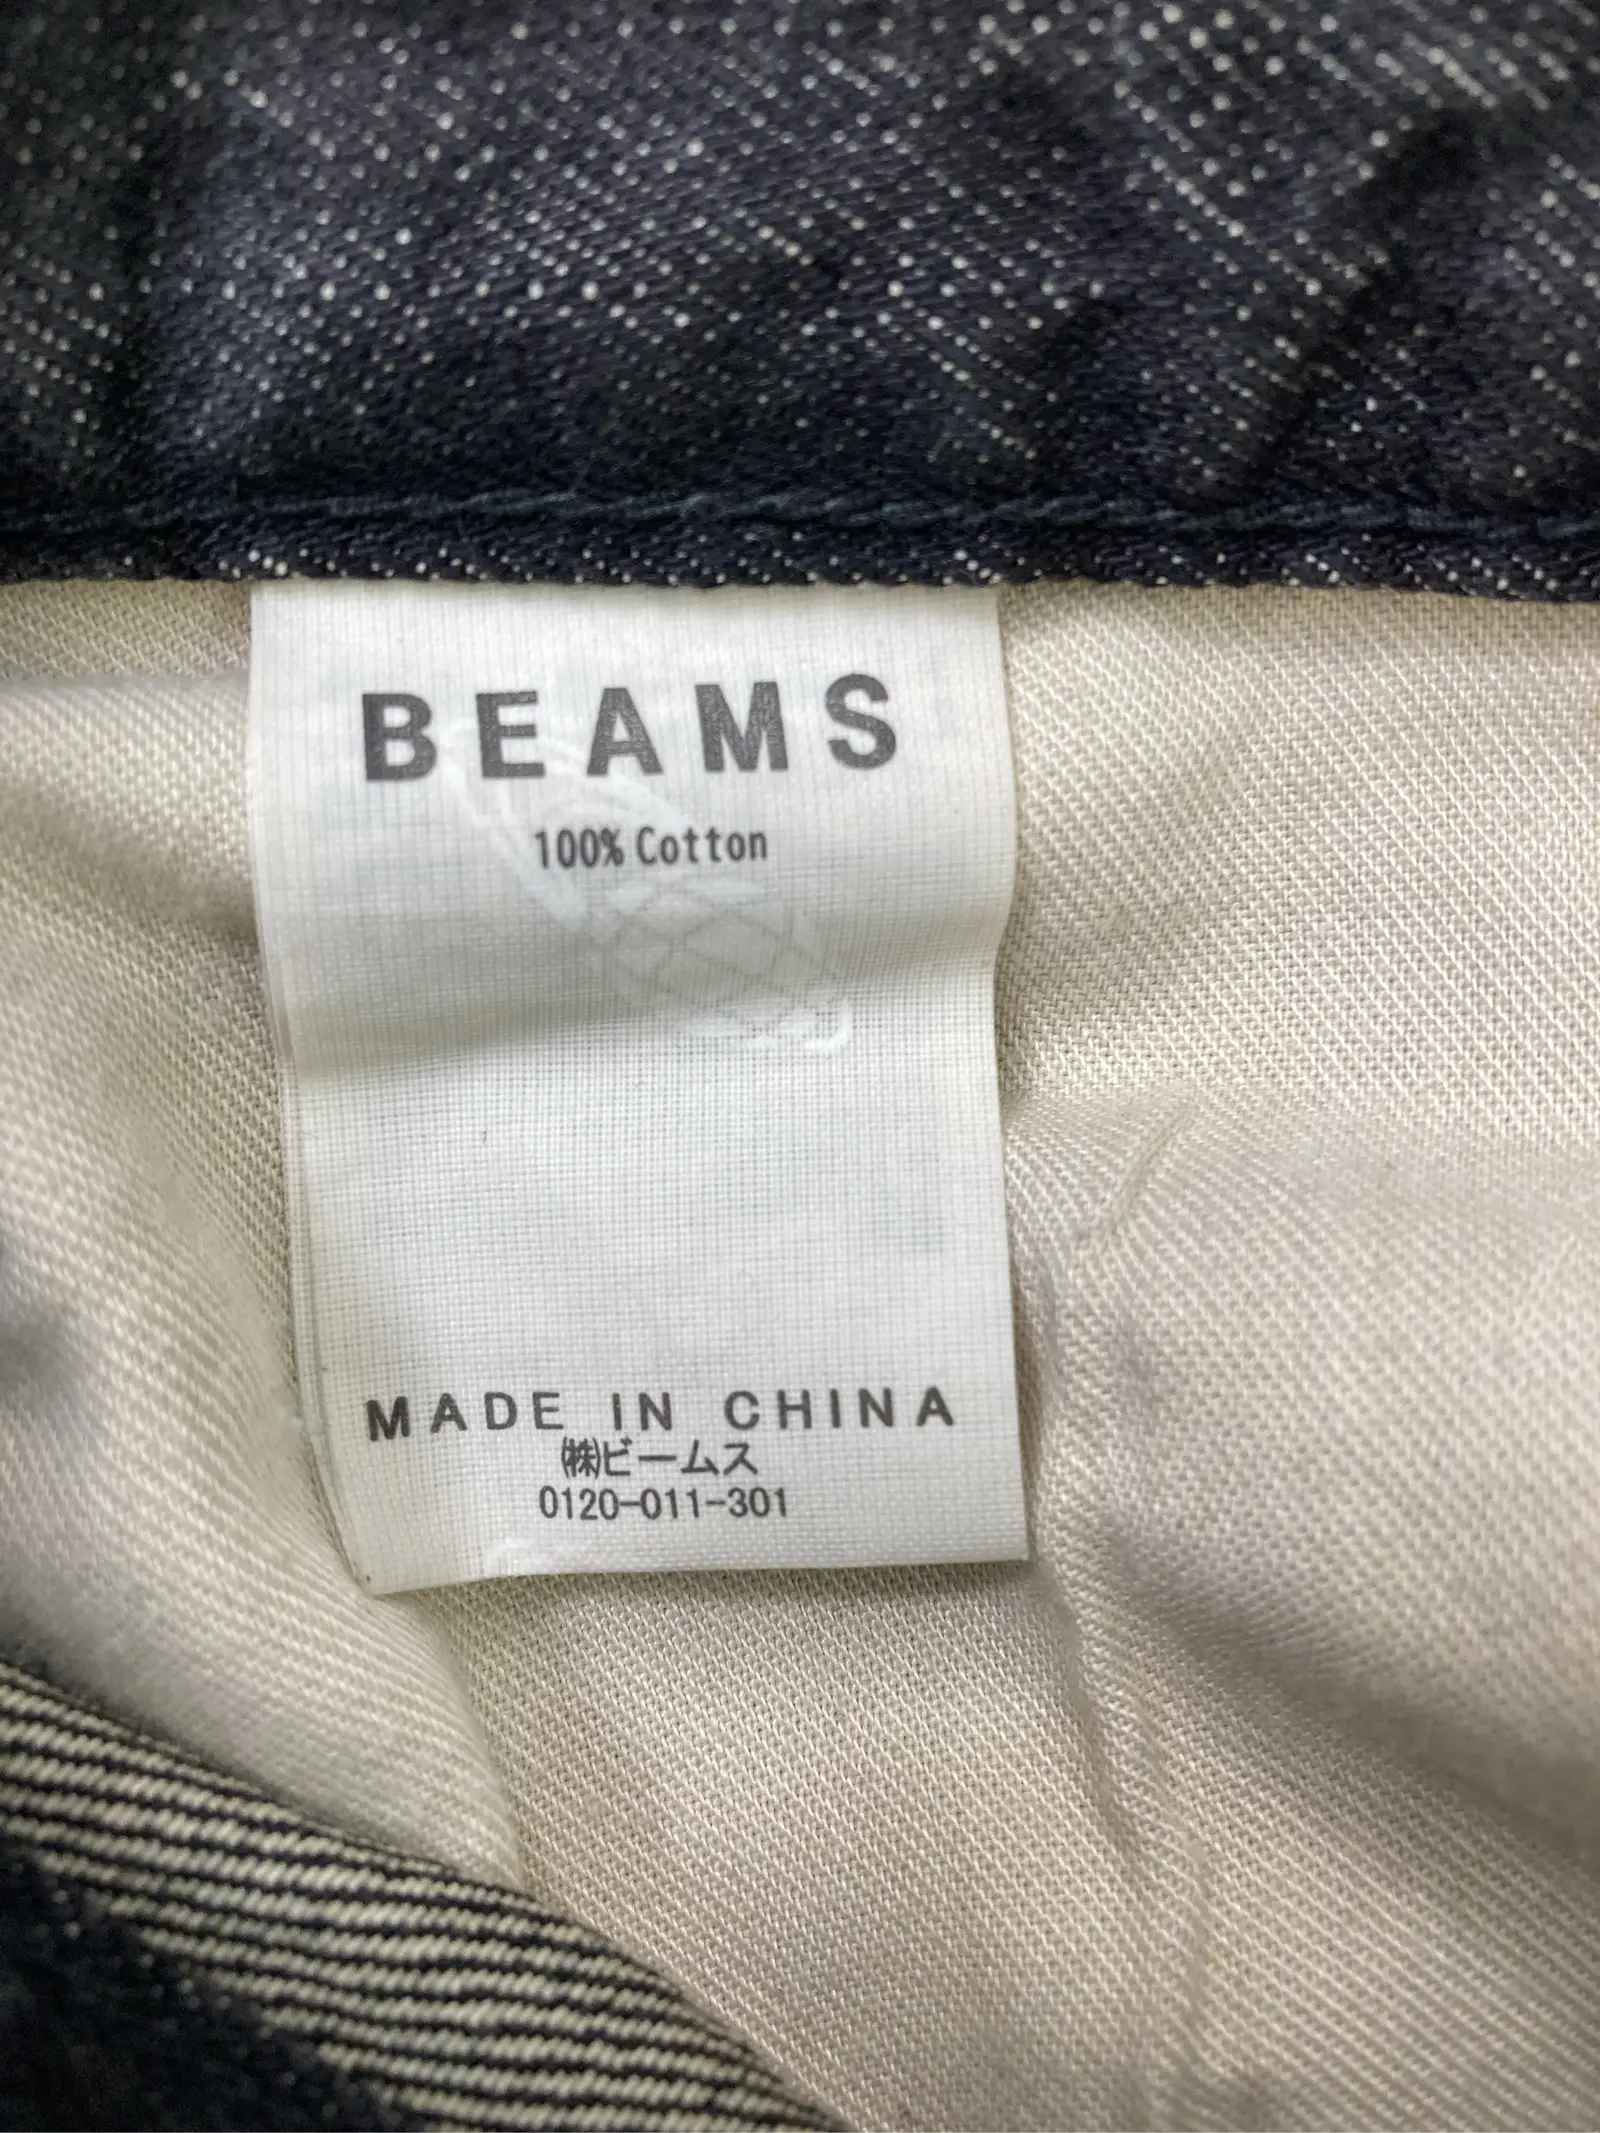 BEAMS
100% Cotton
MADE IN CHINA
㈱ビームス
0120-011-301